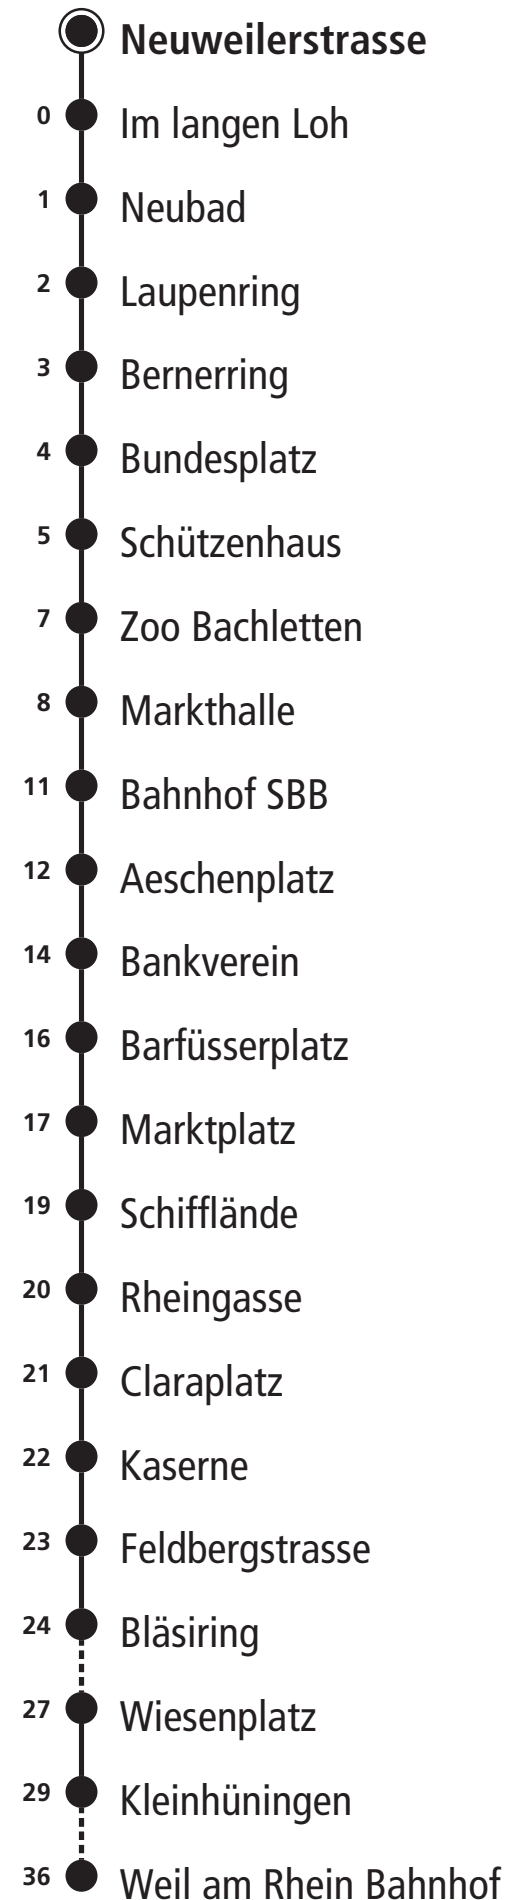 Neuweilerstrasse
0 Im langen Loh
1 Neubad
2 Laupenring
3 Bernerring
4 Bundesplatz
5 Schützenhaus
7 Zoo Bachletten
8 Markthalle
11 Bahnhof SBB
12 Aeschenplatz
14 Bankverein
16 Barfüsserplatz
17 Marktplatz
19 Schifflände
20 Rheingasse
21 Claraplatz
22 Kaserne
23 Feldbergstrasse
24 Bläsiring
27 Wiesenplatz
29 Kleinhüningen
36 Weil am Rhein Bahnhof